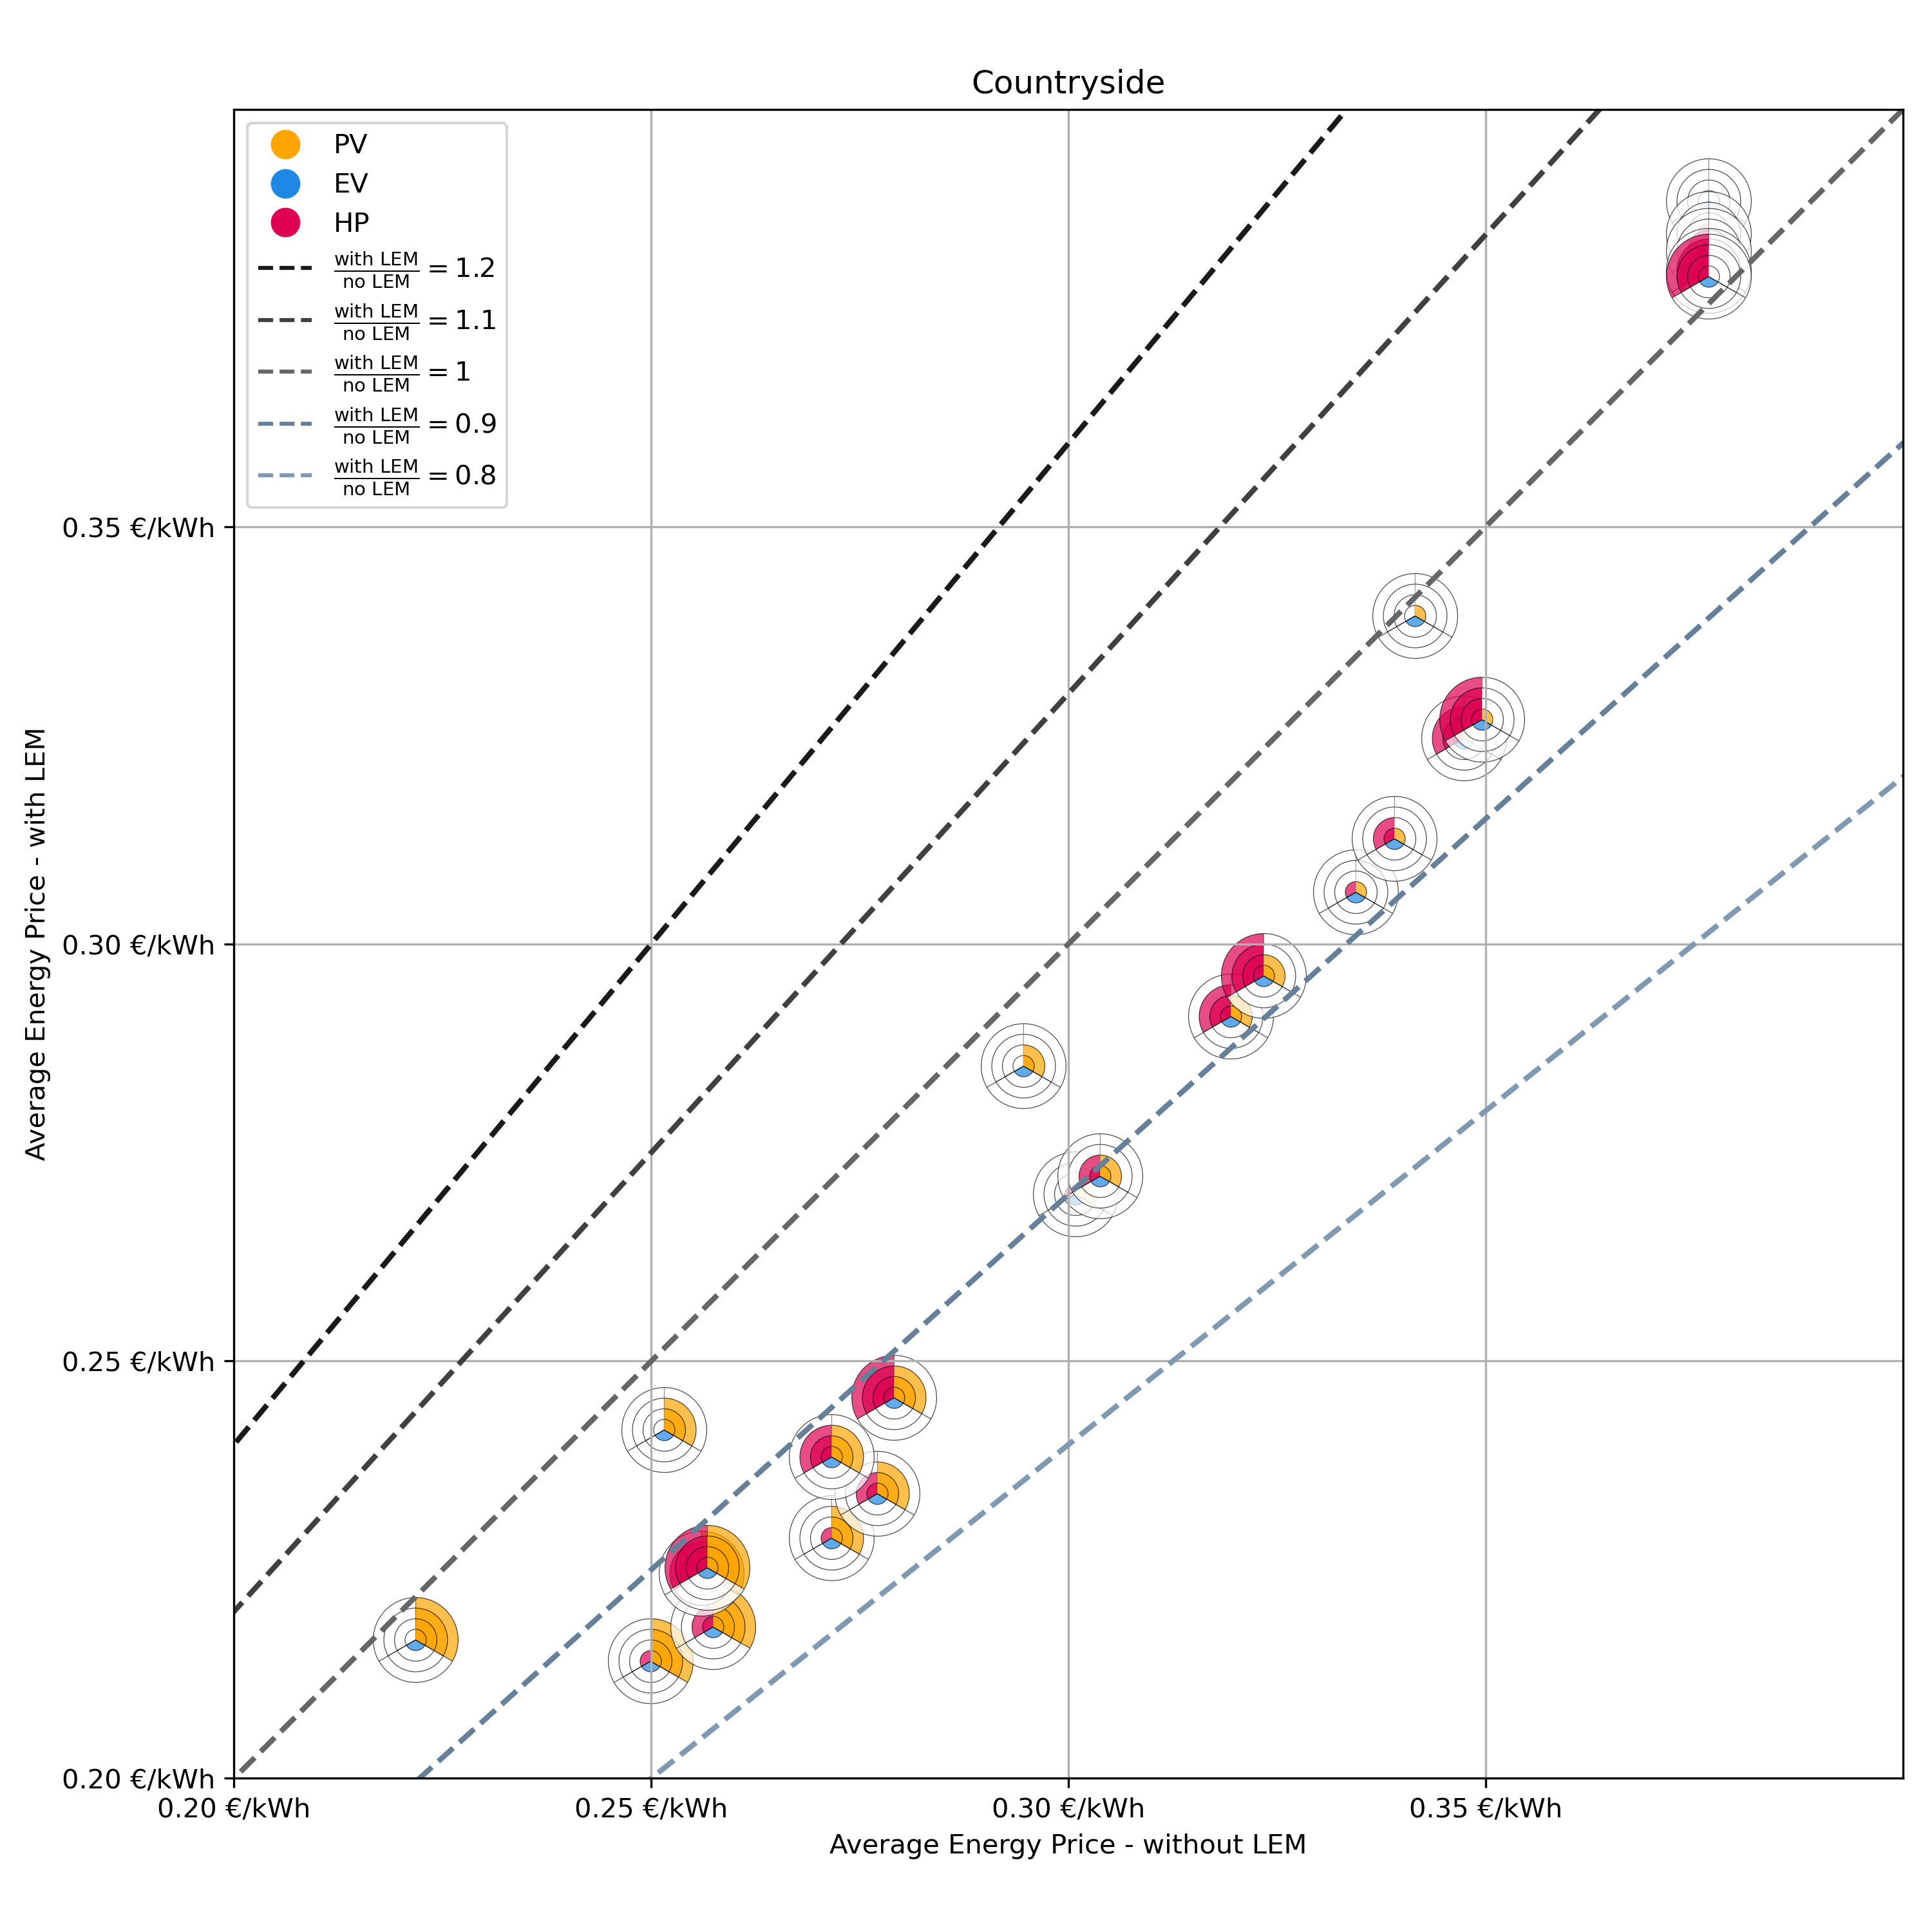 Countryside
PV
EV
HP
with LEM
no LEM = 1.2
with LEM
no LEM = 1.1
with LEM
no LEM = 1
with LEM
no LEM = 0.9
with LEM
no LEM = 0.8
0.35 €/kWh
0.30 €/kWh
0.25 €/kWh
0.20 €/kWh
Average Energy Price - with LEM
0.20 €/kWh 0.25 €/kWh 0.30 €/kWh 0.35 €/kWh
Average Energy Price - without LEM